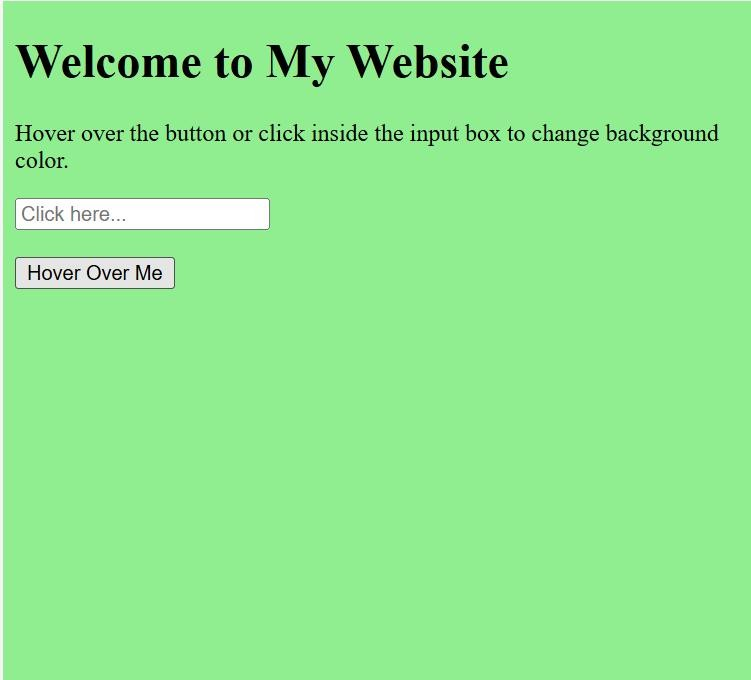 Welcome to My Website
Hover over the button or click inside the input box to change background
color.
Click here...
Hover Over Me